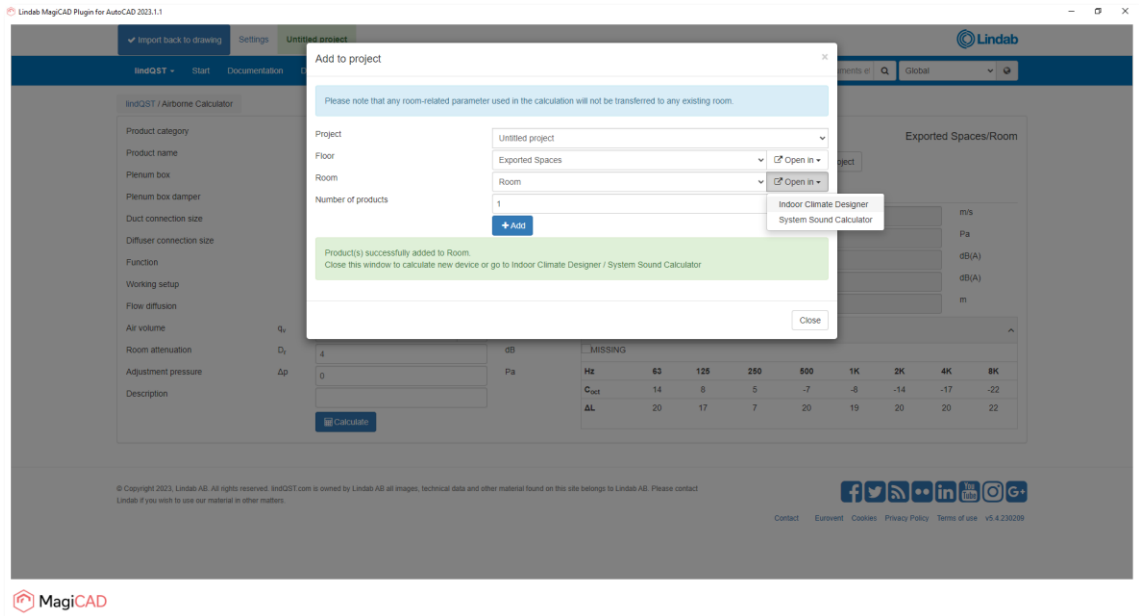 Lindab MagiCAD Plugin for AutoCAD 2023.1.1
Import back to drawing Settings Untitled project
Lindab
lindQST Start Documentation
Global
lindQST / Airborne Calculator
Add to project ×
Please note that any room-related parameter used in the calculation will not be transferred to any existing room.
Project Untitled project
Floor Exported Spaces Open in
Room Room Open in
Number of products 1
Indoor Climate Designer
System Sound Calculator
+ Add
Product(s) successfully added to Room.
Close this window to calculate new device or go to Indoor Climate Designer / System Sound Calculator
Close
Exported Spaces/Room
Product category
Product name
Plenum box
Plenum box damper
Duct connection size m/s
Diffuser connection size Pa
Function dB(A)
Working setup dB(A)
Flow diffusion m
Air volume qv
Room attenuation Dr 4 dB
Adjustment pressure Δp 0 Pa
Description
Calculate
...MISSING
Hz 63 125 250 500 1K 2K 4K 8K
Coct 14 8 5 -7 -8 -14 -17 -22
ΔL 20 17 7 20 19 20 20 22
© Copyright 2023, Lindab AB. All rights reserved. lindQST.com is owned by Lindab AB all images, technical data and other material found on this site belongs to Lindab AB. Please contact
Lindab if you wish to use our material in other matters.
Contact Eurovent Cookies Privacy Policy Terms of use v5.4.230209
MagiCAD